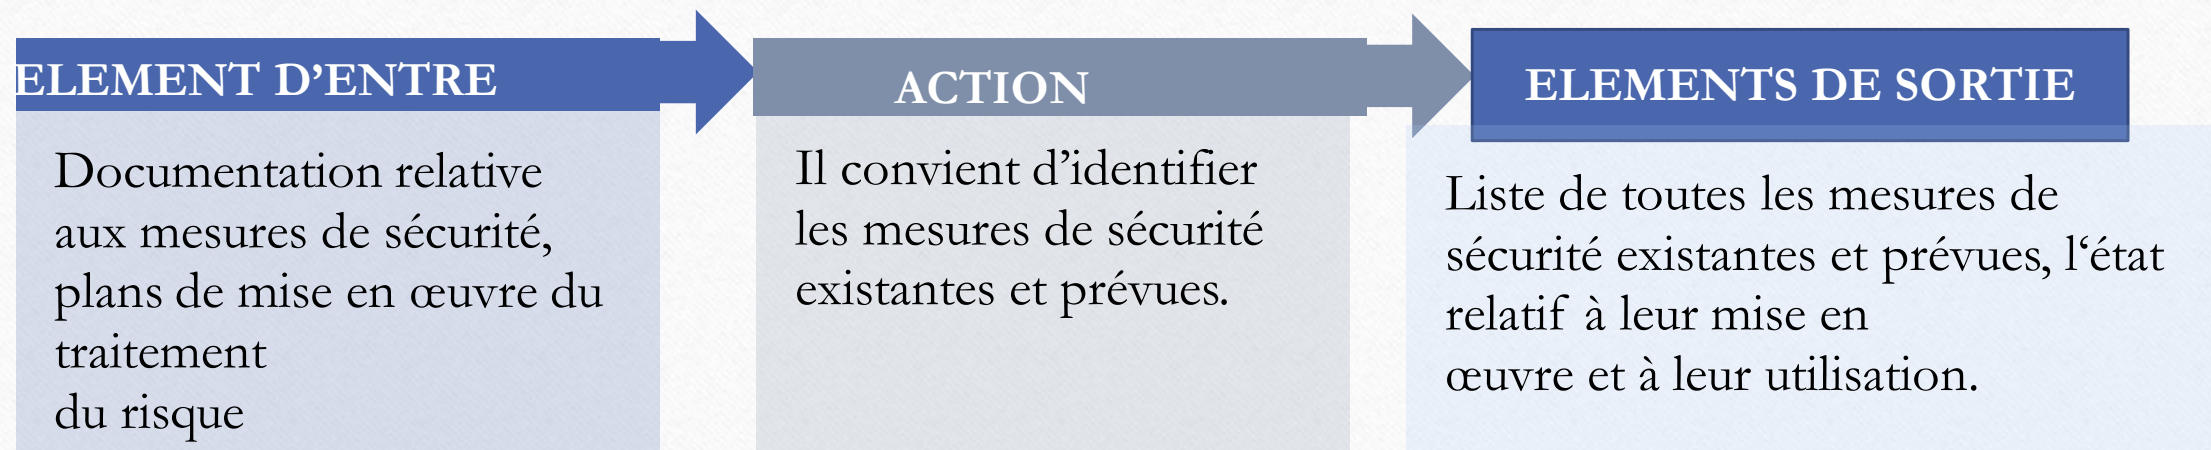 ELEMENT D’ENTRE
Documentation relative
aux mesures de sécurité,
plans de mise en œuvre du
traitement
du risque
ACTION
Il convient d’identifier
les mesures de sécurité
existantes et prévues.
ELEMENTS DE SORTIE
Liste de toutes les mesures de
sécurité existantes et prévues, l‘état
relatif à leur mise en
œuvre et à leur utilisation.